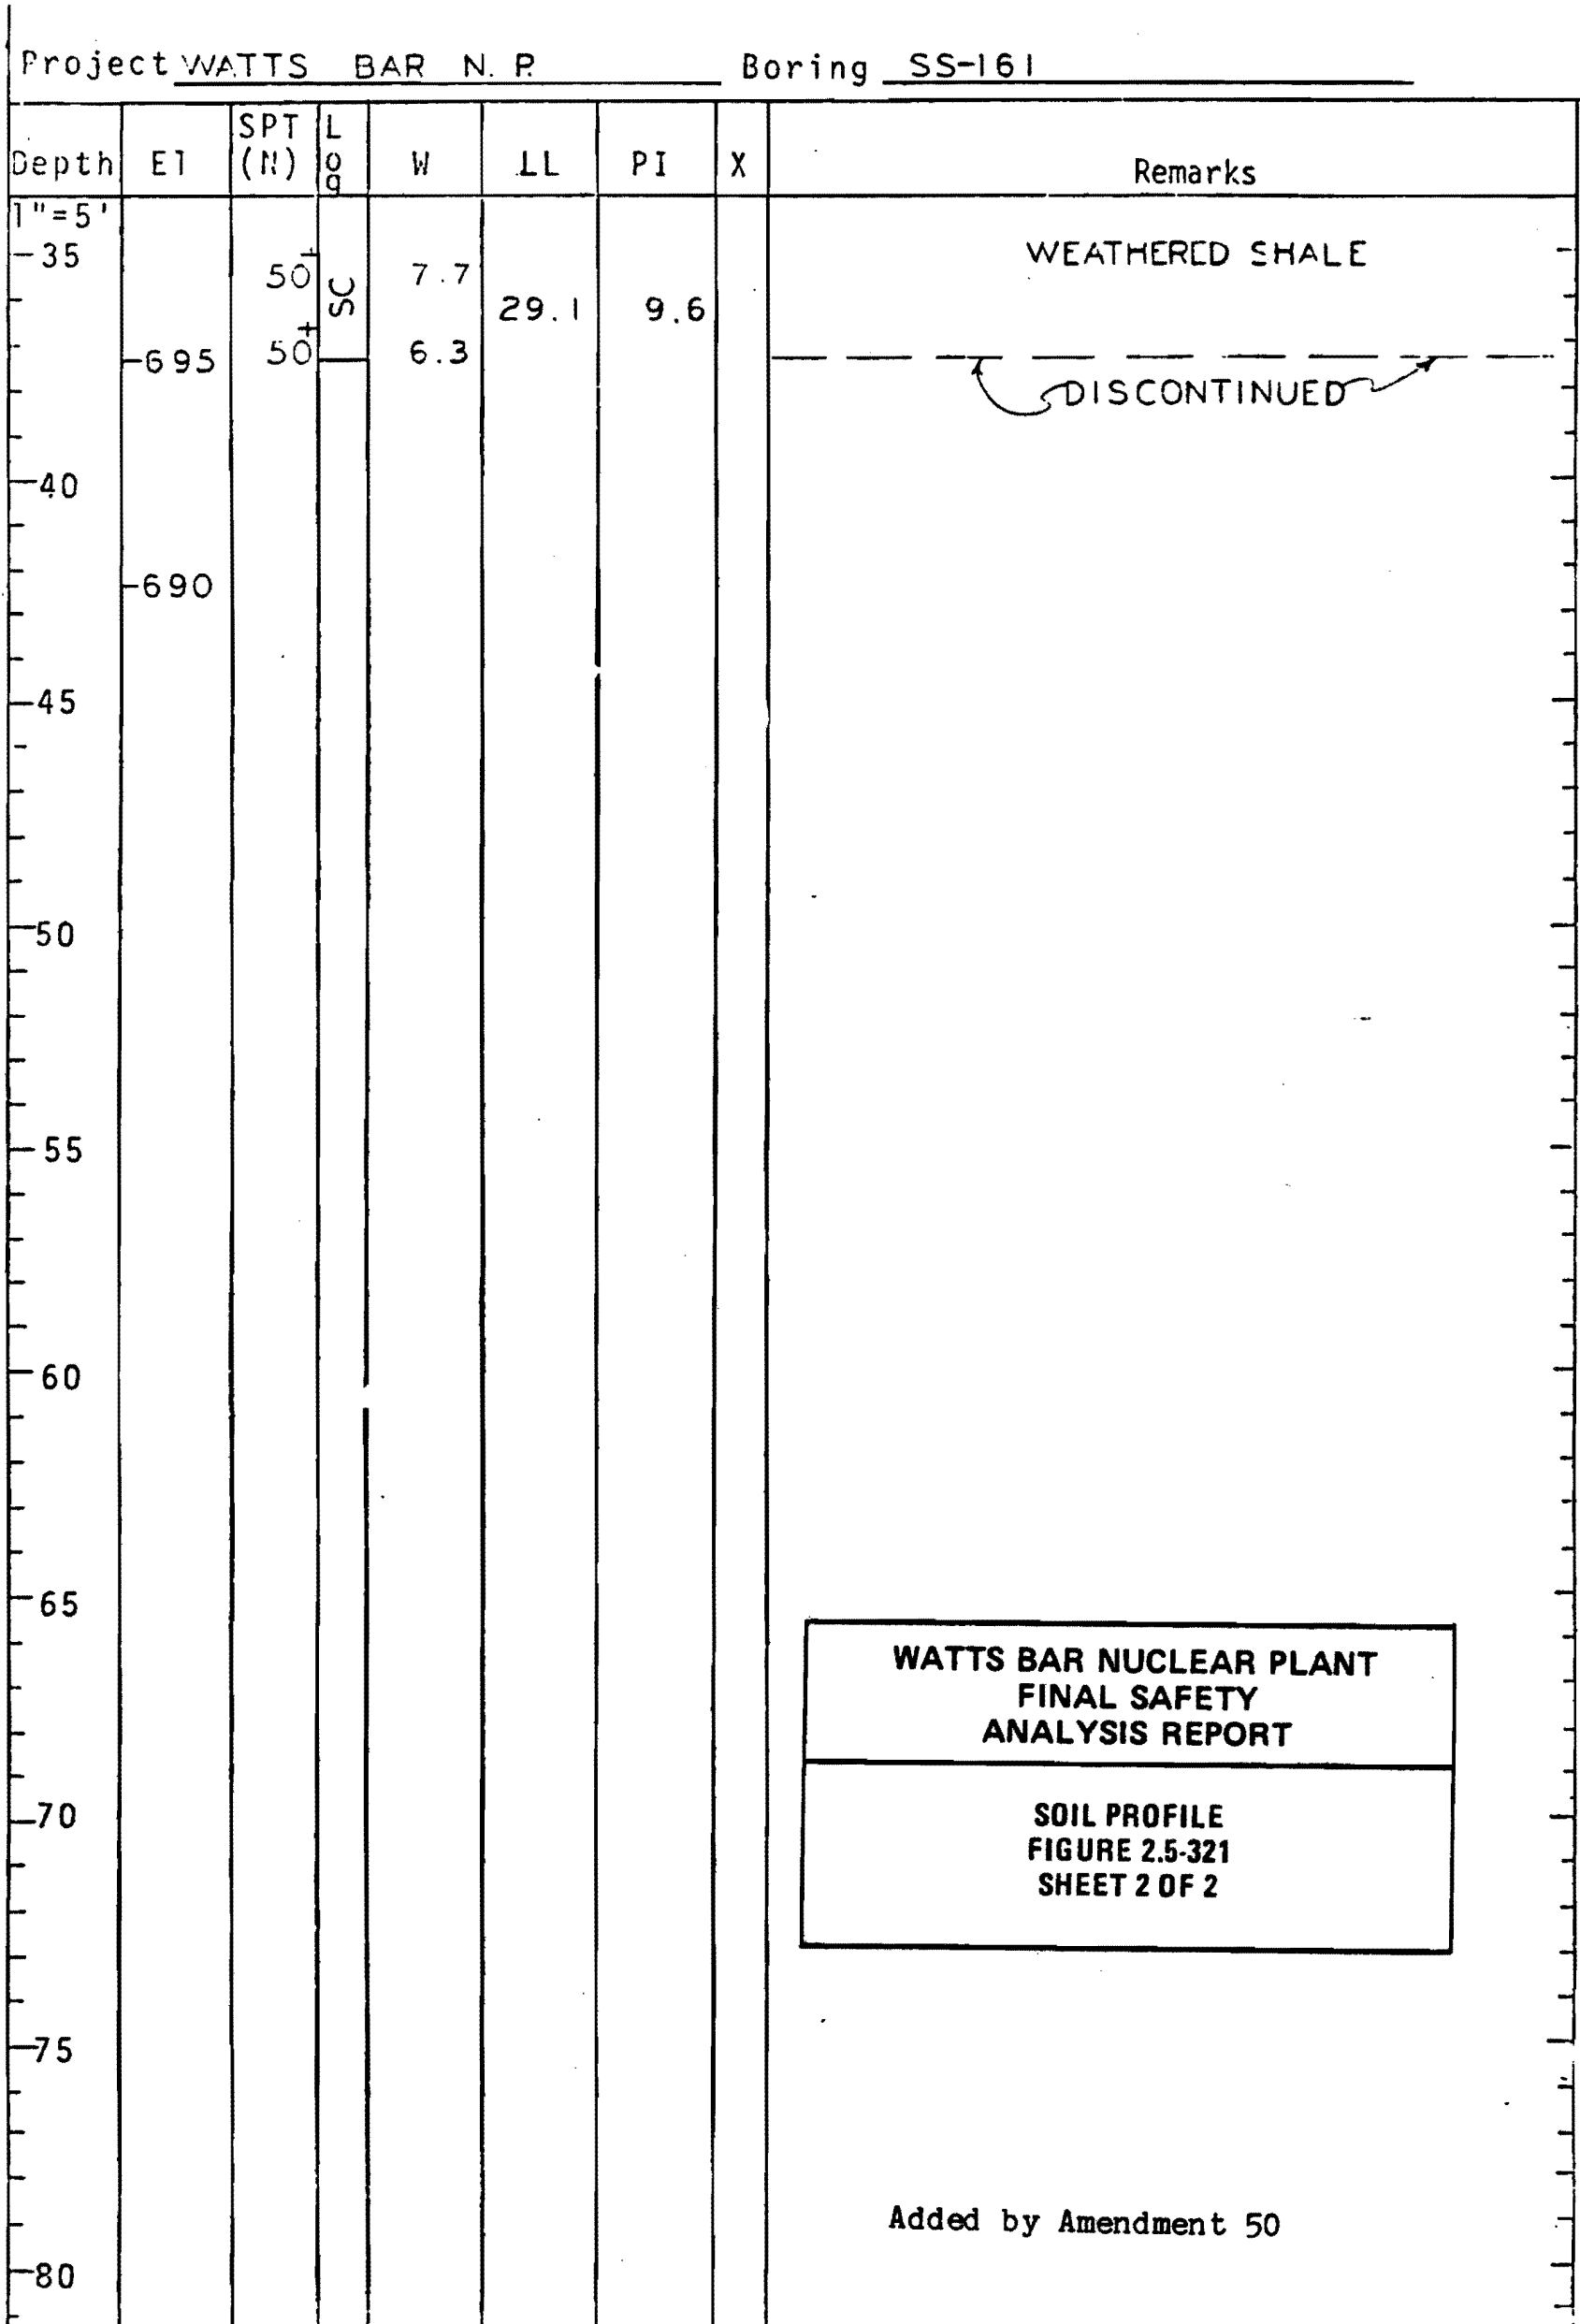 Project WATTS BAR N. P. Boring SS-161
Depth El SPT (N) Log W LL PI X Remarks
1"=5'
35 WEATHERED SHALE
50+ SC 7.7
29.1 9.6
695 50+ 6.3
DISCONTINUED
40
690
45
50
55
60
65
WATTS BAR NUCLEAR PLANT
FINAL SAFETY
ANALYSIS REPORT
70
SOIL PROFILE
FIGURE 2.5-321
SHEET 2 OF 2
75
Added by Amendment 50
80